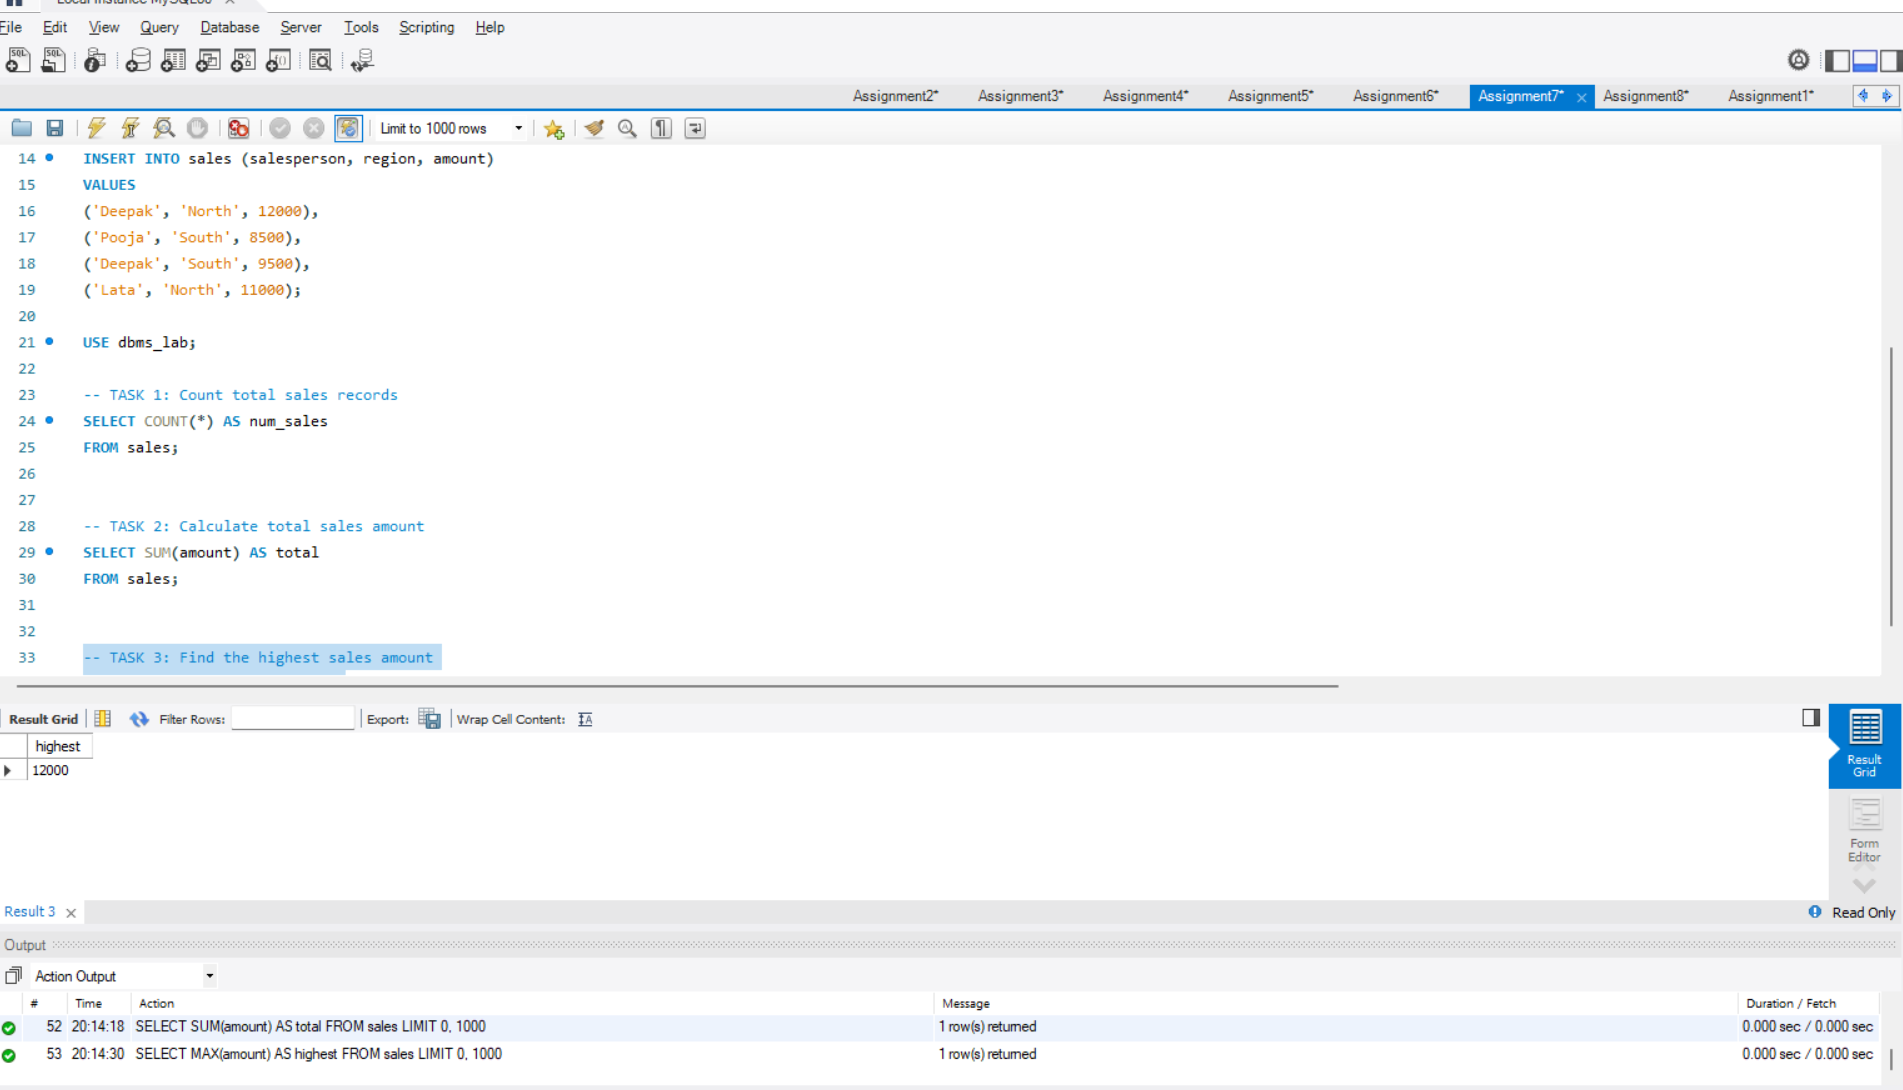 File Edit View Query Database Server Tools Scripting Help
Assignment2* Assignment3* Assignment4* Assignment5* Assignment6* Assignment7* × Assignment8* Assignment1*
Limit to 1000 rows
14 INSERT INTO sales (salesperson, region, amount)
15 VALUES
16 ('Deepak', 'North', 12000),
17 ('Pooja', 'South', 8500),
18 ('Deepak', 'South', 9500),
19 ('Lata', 'North', 11000);
20
21 USE dbms_lab;
22
23 -- TASK 1: Count total sales records
24 SELECT COUNT(*) AS num_sales
25 FROM sales;
26
27
28 -- TASK 2: Calculate total sales amount
29 SELECT SUM(amount) AS total
30 FROM sales;
31
32
33 -- TASK 3: Find the highest sales amount
Result Grid Filter Rows: Export: Wrap Cell Content:
highest
12000
Result
Grid
Form
Editor
Result 3 × Read Only
Output
Action Output
# Time Action Message Duration / Fetch
52 20:14:18 SELECT SUM(amount) AS total FROM sales LIMIT 0, 1000 1 row(s) returned 0.000 sec / 0.000 sec
53 20:14:30 SELECT MAX(amount) AS highest FROM sales LIMIT 0, 1000 1 row(s) returned 0.000 sec / 0.000 sec